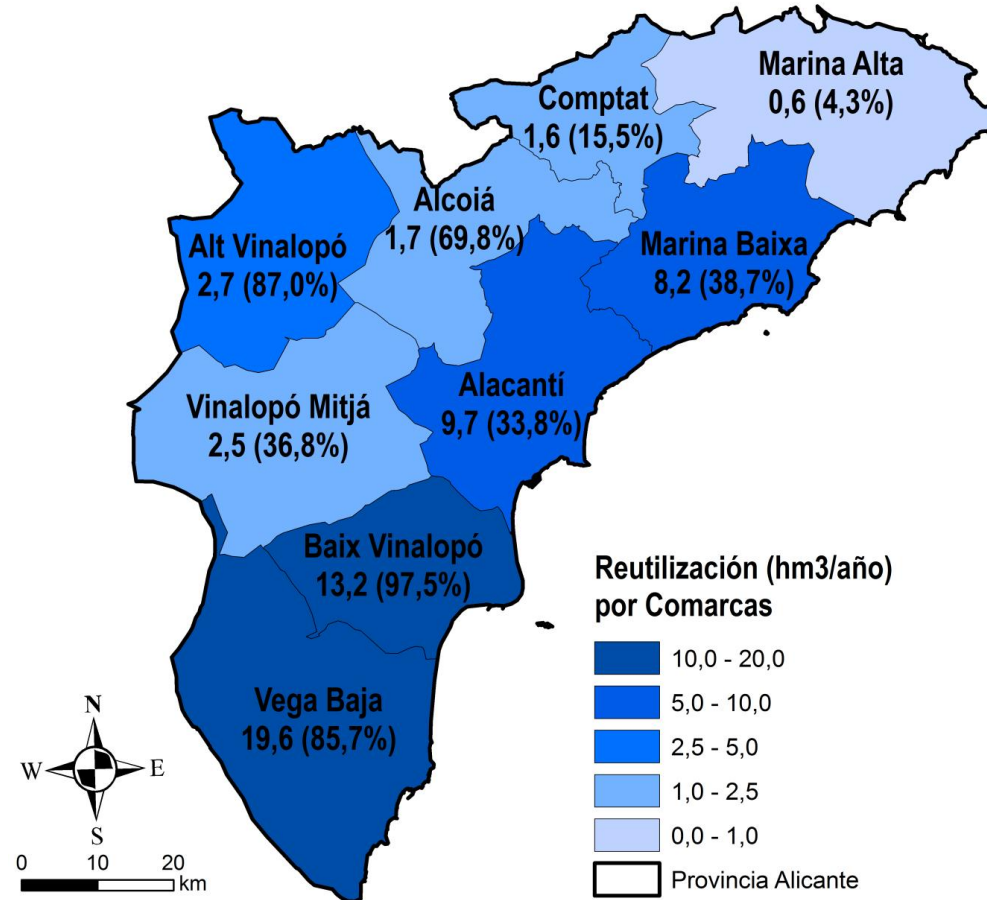 Marina Alta
0,6 (4,3%)
Comptat
1,6 (15,5%)
Alcoiá
1,7 (69,8%)
Alt Vinalopó
2,7 (87,0%)
Marina Baixa
8,2 (38,7%)
Alacantí
9,7 (33,8%)
Vinalopó Mitjá
2,5 (36,8%)
Baix Vinalopó
13,2 (97,5%)
Vega Baja
19,6 (85,7%)
Reutilización (hm3/año)
por Comarcas
10,0 - 20,0
5,0 - 10,0
2,5 - 5,0
1,0 - 2,5
0,0 - 1,0
Provincia Alicante
N
W E
S
0 10 20
km